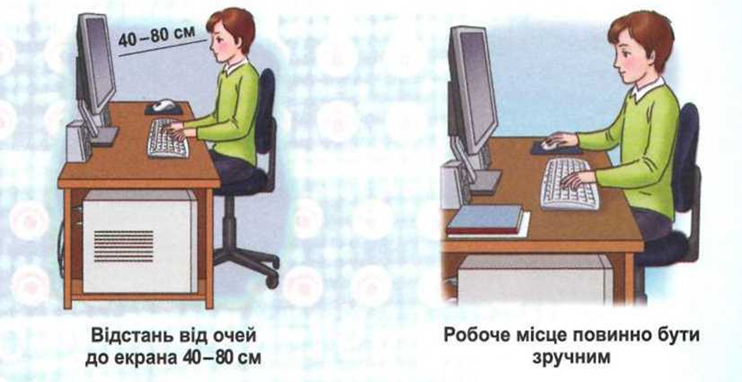 40–80 см
Відстань від очей
до екрана 40–80 см
Робоче місце повинно бути
зручним